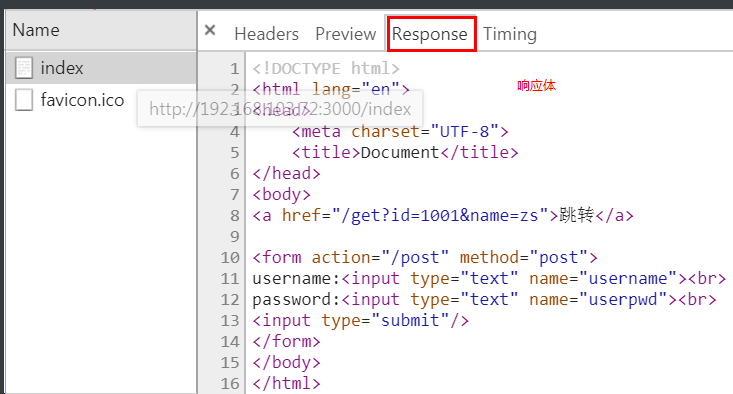 Name
× Headers Preview Response Timing
index
favicon.ico
http://192.168.103.72:3000/index
响应体
1 <!DOCTYPE html>
2 <html lang="en">
3 <head>
4 <meta charset="UTF-8">
5 <title>Document</title>
6 </head>
7 <body>
8 <a href="/get?id=1001&name=zs">跳转</a>
9
10 <form action="/post" method="post">
11 username:<input type="text" name="username"><br>
12 password:<input type="text" name="userpwd"><br>
13 <input type="submit"/>
14 </form>
15 </body>
16 </html>